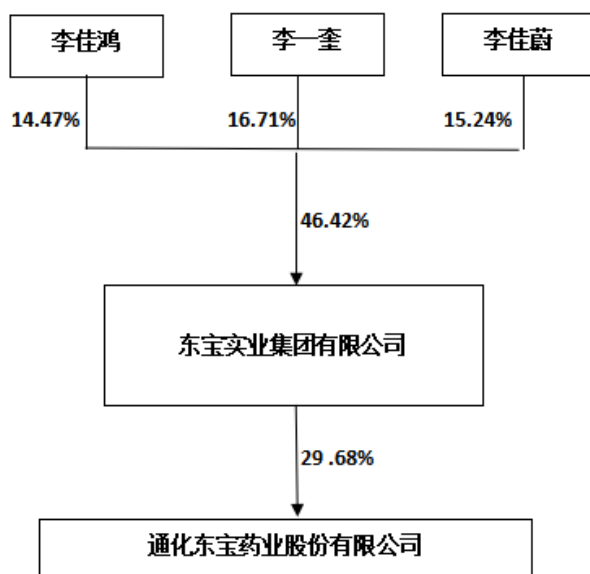 李佳鸿
李一奎
李佳蔚
14.47%
16.71%
15.24%
46.42%
东宝实业集团有限公司
29 .68%
通化东宝药业股份有限公司